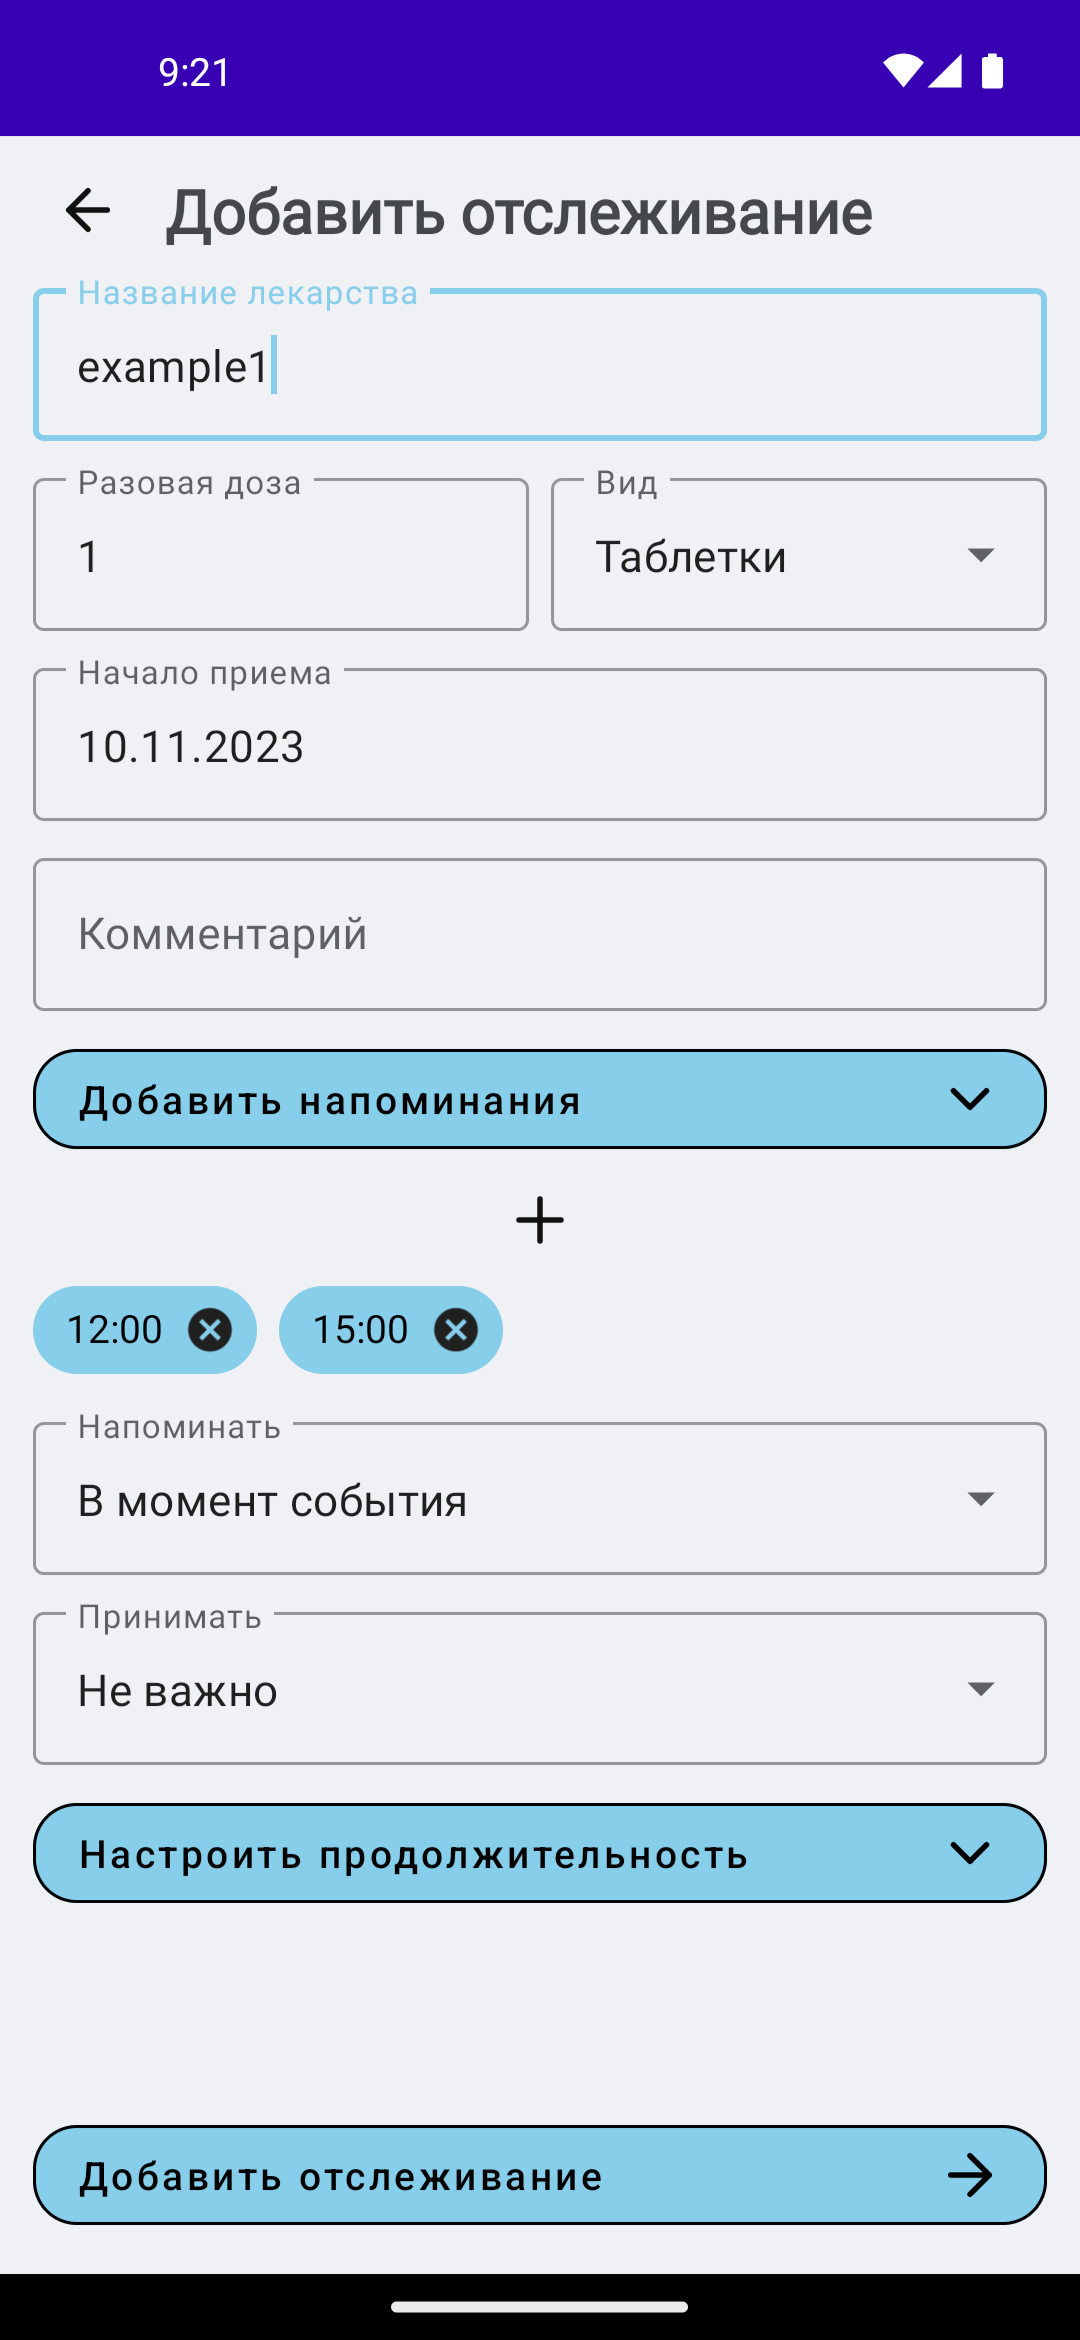 9:21
Добавить отслеживание
Название лекарства
example1
Разовая доза
1
Вид
Таблетки
Начало приема
10.11.2023
Комментарий
Добавить напоминания
12:00
15:00
Напоминать
В момент события
Принимать
Не важно
Настроить продолжительность
Добавить отслеживание